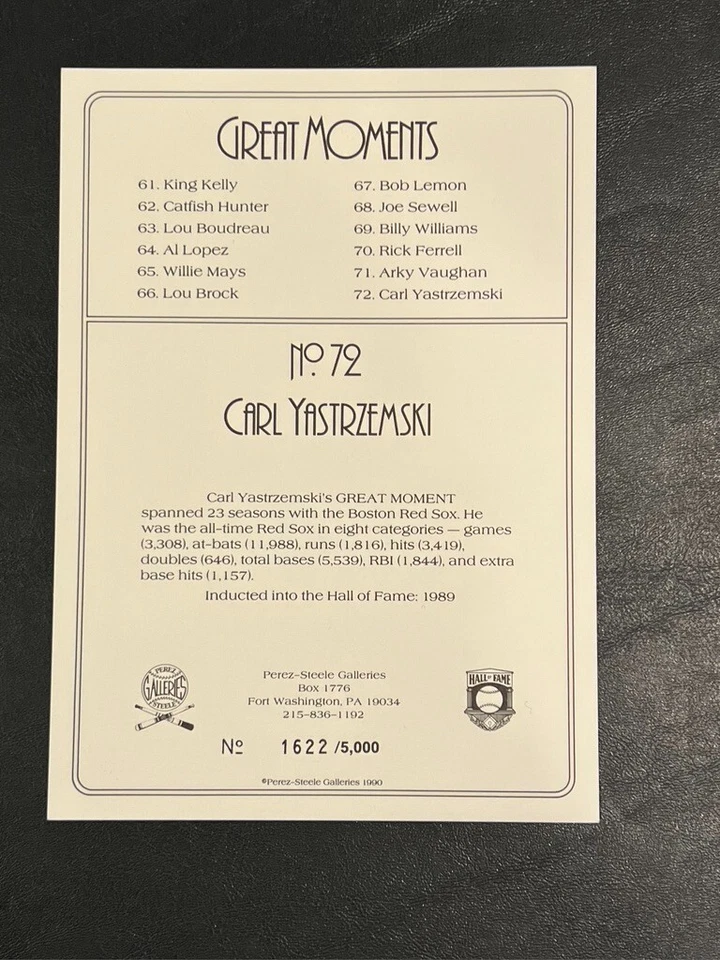 GREAT MOMENTS
61. King Kelly
62. Catfish Hunter
63. Lou Boudreau
64. Al Lopez
65. Willie Mays
66. Lou Brock
67. Bob Lemon
68. Joe Sewell
69. Billy Williams
70. Rick Ferrell
71. Arky Vaughan
72. Carl Yastrzemski
Nº. 72
CARL YASTRZEMSKI
Carl Yastrzemski's GREAT MOMENT
spanned 23 seasons with the Boston Red Sox. He
was the all-time Red Sox in eight categories — games
(3,308), at-bats (11,988), runs (1,816), hits (3,419),
doubles (646), total bases (5,539), RBI (1,844), and extra
base hits (1,157).
Inducted into the Hall of Fame: 1989
PEREZ
GALLERIES
STEELE
Perez-Steele Galleries
Box 1776
Fort Washington, PA 19034
215-836-1192
HALL OF FAME
Nº 1622 /5,000
©Perez-Steele Galleries 1990